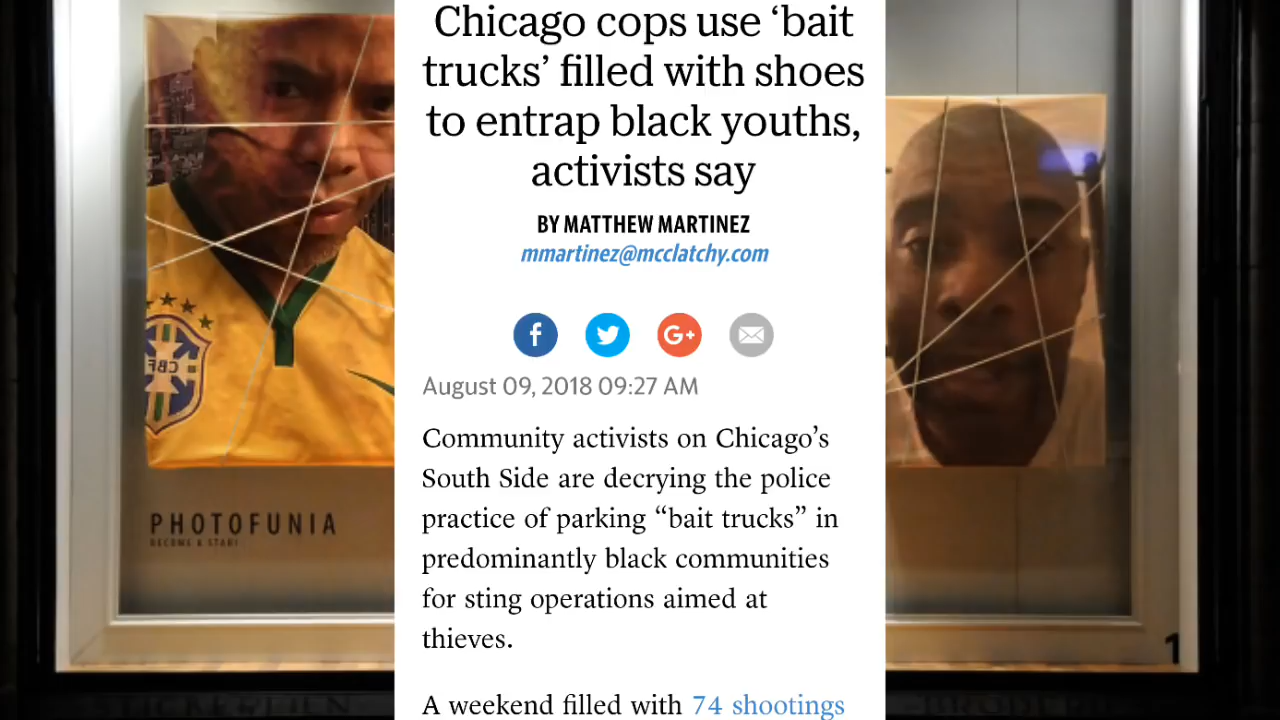 Chicago cops use ‘bait
trucks’ filled with shoes
to entrap black youths,
activists say
BY MATTHEW MARTINEZ
mmartinez@mcclatchy.com
f
G+
August 09, 2018 09:27 AM
Community activists on Chicago’s
South Side are decrying the police
practice of parking “bait trucks” in
predominantly black communities
for sting operations aimed at
thieves.
A weekend filled with 74 shootings
CBF
PHOTOFUNIA
BECOME A STAR!
1